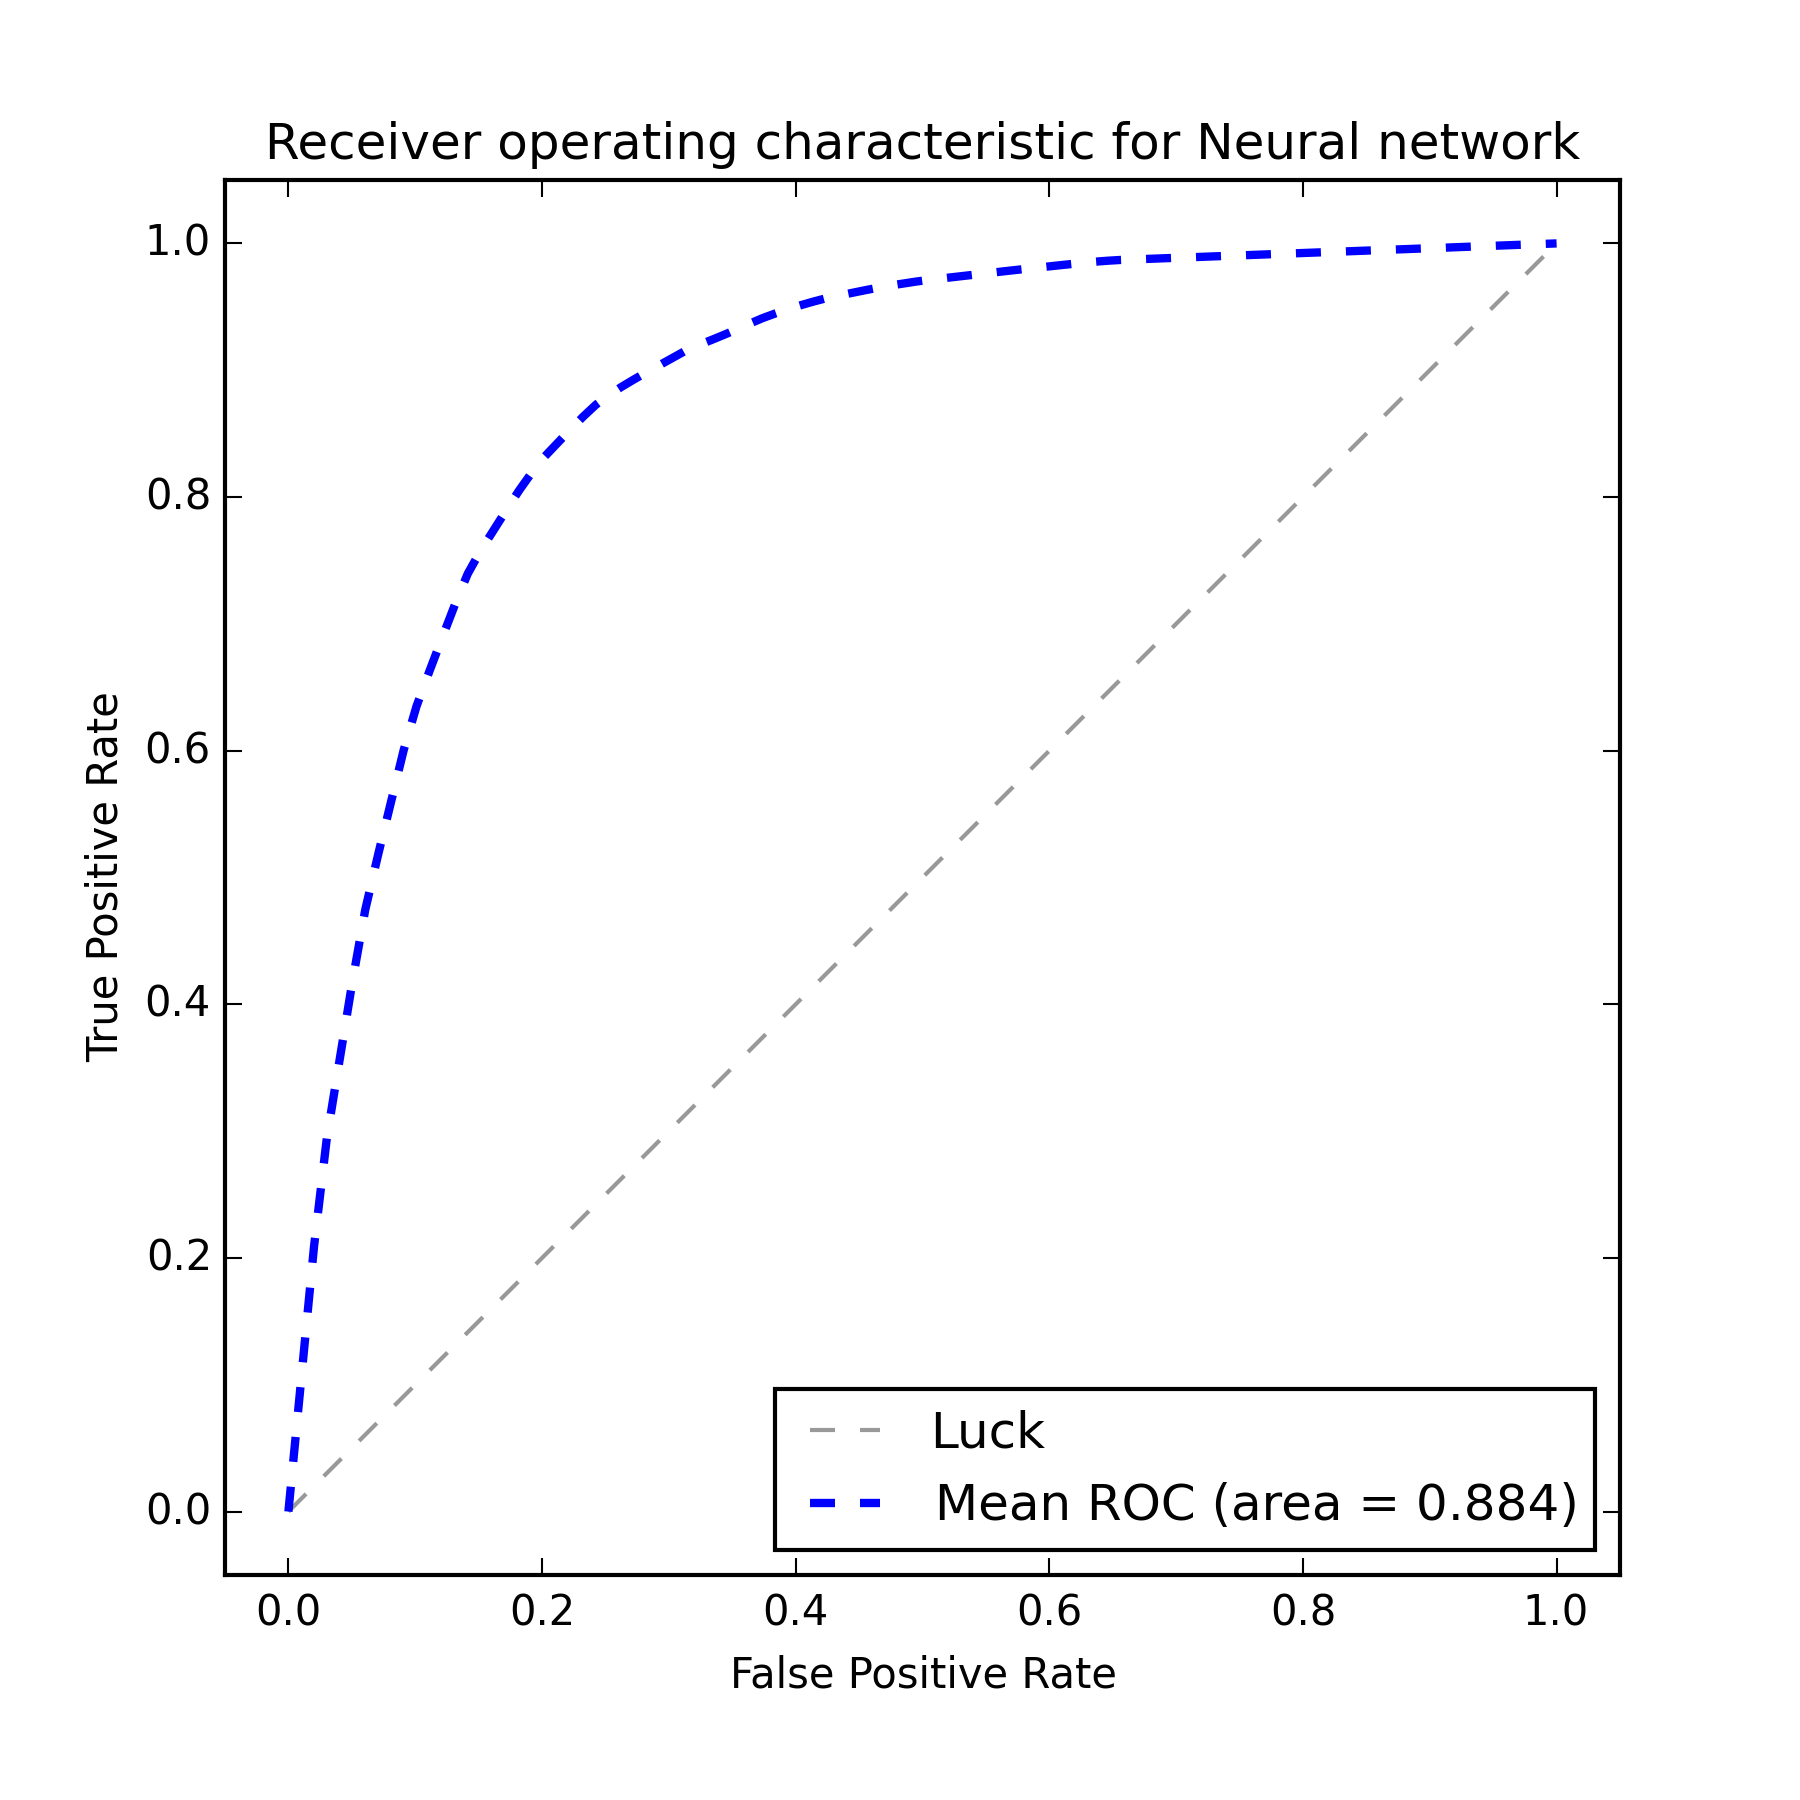 Receiver operating characteristic for Neural network
1.0
0.8
0.6
0.4
0.2
0.0
True Positive Rate
Luck
Mean ROC (area = 0.884)
0.0 0.2 0.4 0.6 0.8 1.0
False Positive Rate